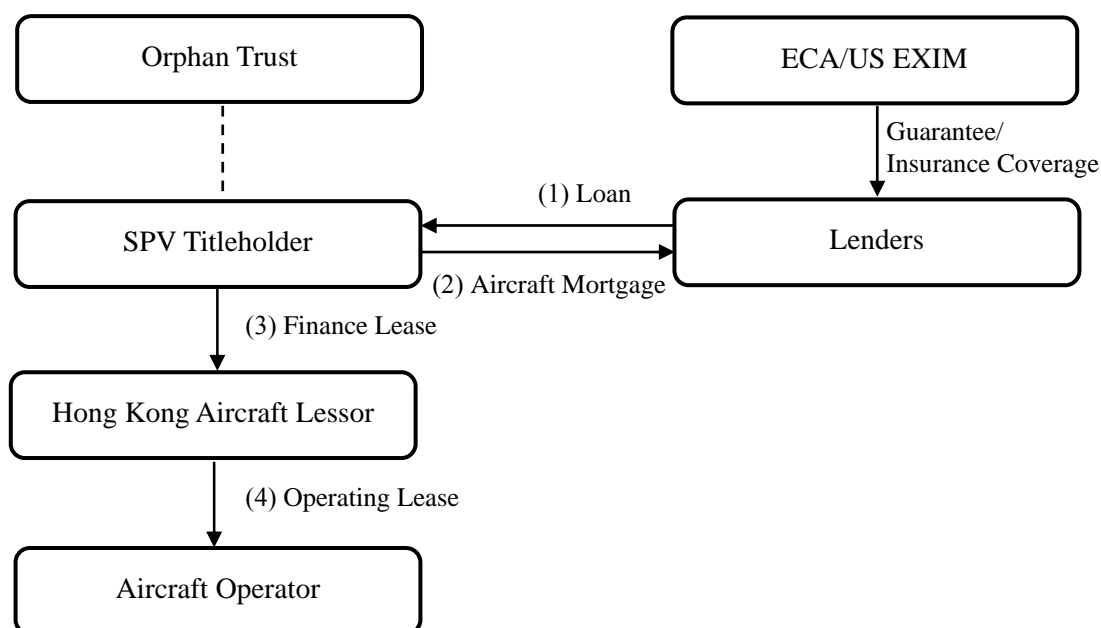 Orphan Trust
ECA/US EXIM
Guarantee/
Insurance Coverage
(1) Loan
SPV Titleholder
Lenders
(2) Aircraft Mortgage
(3) Finance Lease
Hong Kong Aircraft Lessor
(4) Operating Lease
Aircraft Operator